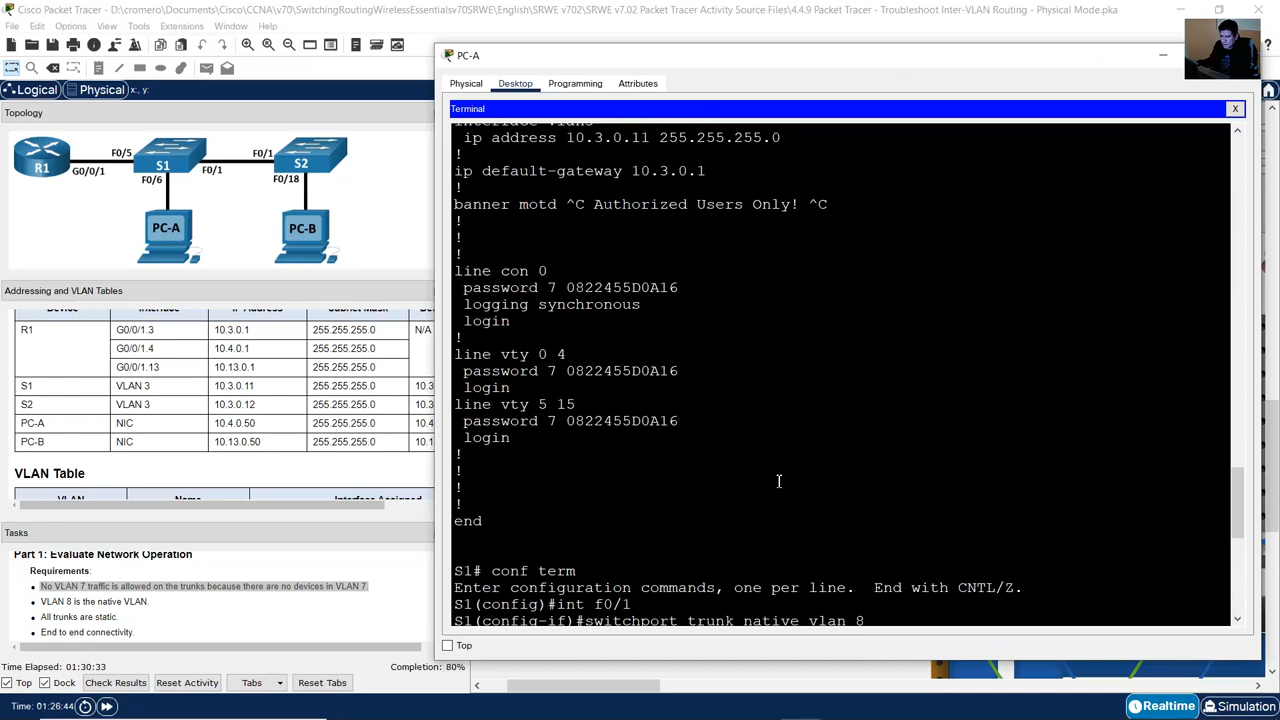 Cisco Packet Tracer - D:\cromero\Documents\Cisco\CCNA\v70\SwitchingRoutingWirelessEssentialsv70SRWE\English\SRWE v702\SRWE v7.02 Packet Tracer Activity Source Files\4.4.9 Packet Tracer - Troubleshoot Inter-VLAN Routing - Physical Mode.pka
File Edit Options View Tools Extensions Window Help
Logical Physical x: y:
Topology
R1
G0/0/1
F0/5
S1
F0/1
F0/6
F0/1
S2
F0/18
PC-A
PC-B
Addressing and VLAN Tables
R1 G0/0/1.3 10.3.0.1 255.255.255.0 N/A
G0/0/1.4 10.4.0.1 255.255.255.0
G0/0/1.13 10.13.0.1 255.255.255.0
S1 VLAN 3 10.3.0.11 255.255.255.0 10.3
S2 VLAN 3 10.3.0.12 255.255.255.0 10.3
PC-A NIC 10.4.0.50 255.255.255.0 10.4
PC-B NIC 10.13.0.50 255.255.255.0 10.1
VLAN Table
VLAN Name Interface Assigned
Tasks
Part 1: Evaluate Network Operation
Requirements:
• No VLAN 7 traffic is allowed on the trunks because there are no devices in VLAN 7.
• VLAN 8 is the native VLAN.
• All trunks are static.
• End to end connectivity.
Time Elapsed: 01:30:33 Completion: 80%
Top Dock Check Results Reset Activity Tabs Reset Tabs
Time: 01:26:44
Realtime Simulation
PC-A
Physical Desktop Programming Attributes
Terminal X
ip address 10.3.0.11 255.255.255.0
!
ip default-gateway 10.3.0.1
!
banner motd ^C Authorized Users Only! ^C
!
!
!
line con 0
password 7 0822455D0A16
logging synchronous
login
!
line vty 0 4
password 7 0822455D0A16
login
line vty 5 15
password 7 0822455D0A16
login
!
!
!
!
end
S1# conf term
Enter configuration commands, one per line. End with CNTL/Z.
S1(config)#int f0/1
S1(config-if)#switchport trunk native vlan 8
Top